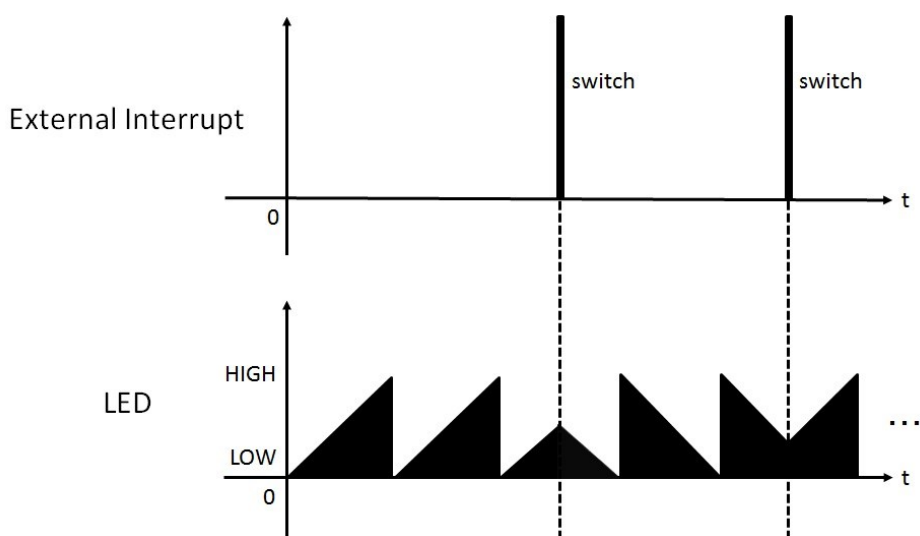 switch
switch
External Interrupt
t
0
HIGH
LED
LOW
...
t
0